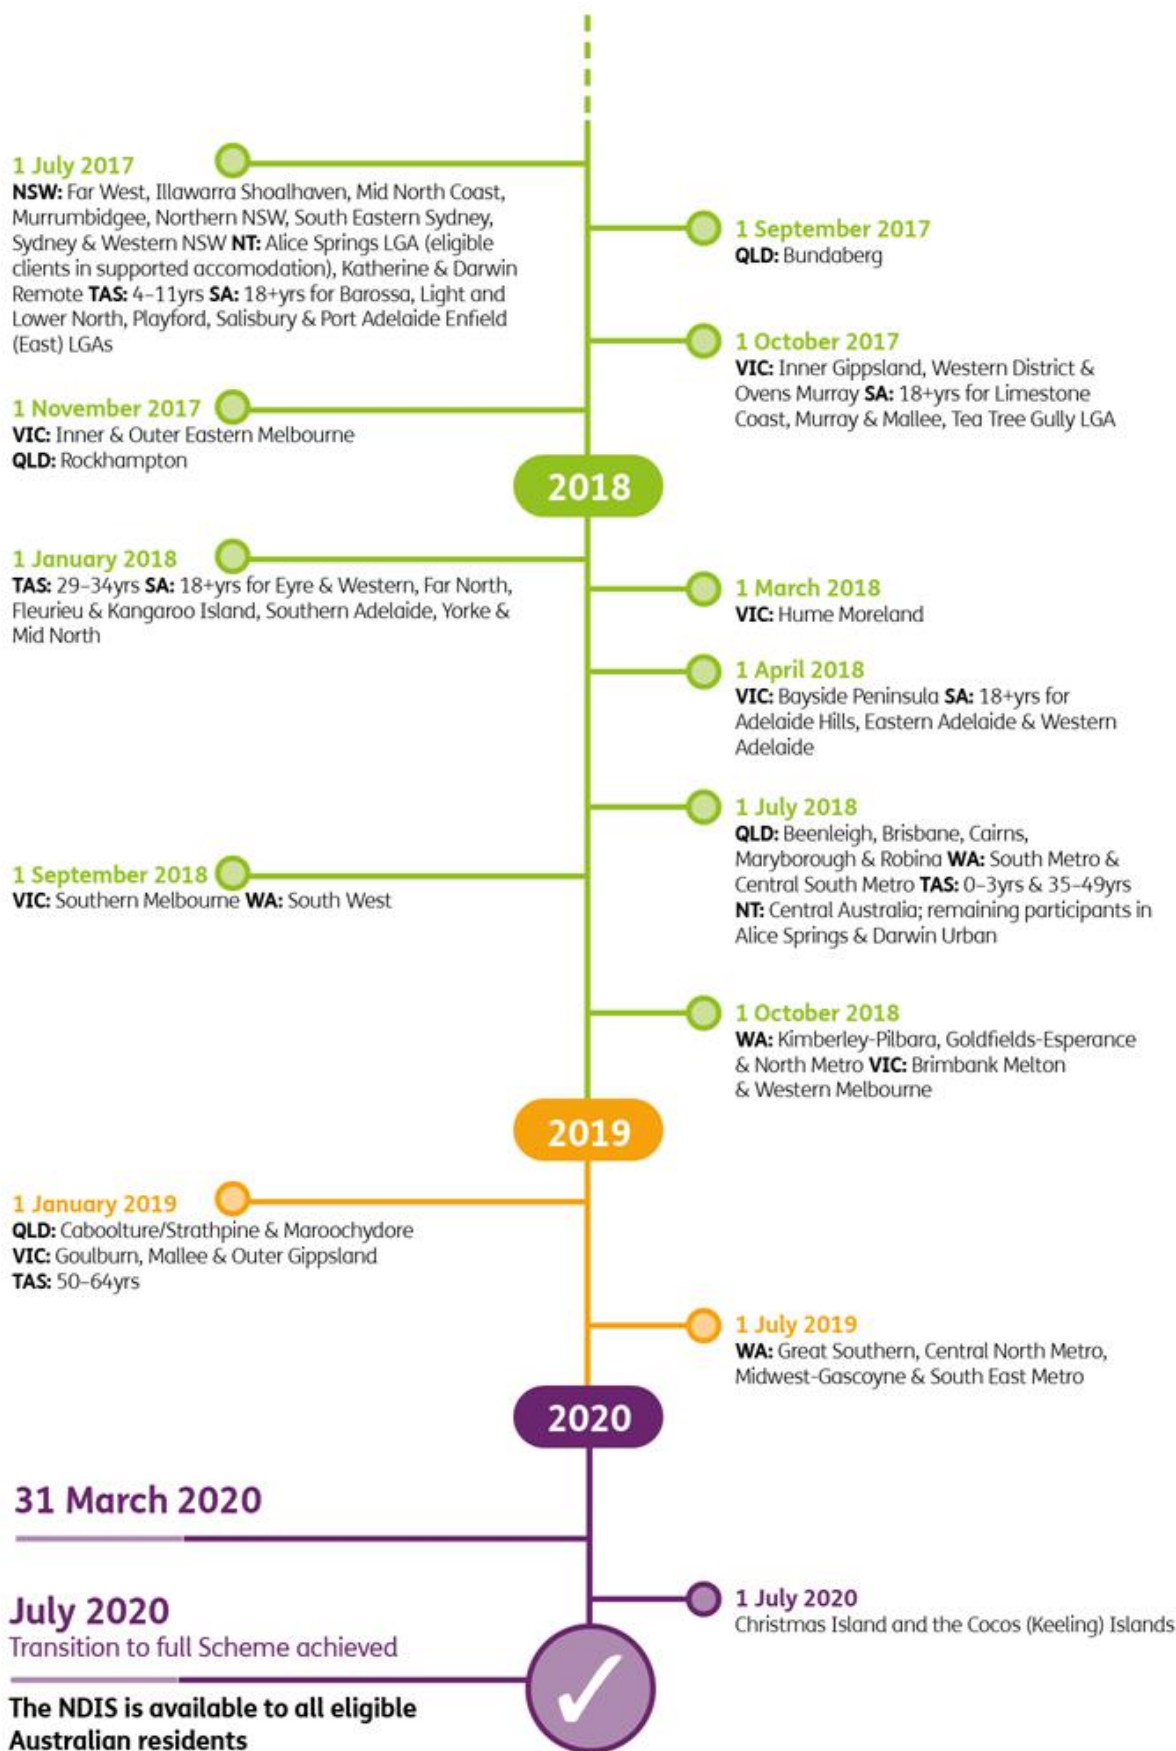 1 July 2017
NSW: Far West, Illawarra Shoalhaven, Mid North Coast,
Murrumbidgee, Northern NSW, South Eastern Sydney,
Sydney & Western NSW NT: Alice Springs LGA (eligible
clients in supported accomodation), Katherine & Darwin
Remote TAS: 4–11yrs SA: 18+yrs for Barossa, Light and
Lower North, Playford, Salisbury & Port Adelaide Enfield
(East) LGAs
1 September 2017
QLD: Bundaberg
1 October 2017
VIC: Inner Gippsland, Western District &
Ovens Murray SA: 18+yrs for Limestone
Coast, Murray & Mallee, Tea Tree Gully LGA
1 November 2017
VIC: Inner & Outer Eastern Melbourne
QLD: Rockhampton
2018
1 January 2018
TAS: 29–34yrs SA: 18+yrs for Eyre & Western, Far North,
Fleurieu & Kangaroo Island, Southern Adelaide, Yorke &
Mid North
1 March 2018
VIC: Hume Moreland
1 April 2018
VIC: Bayside Peninsula SA: 18+yrs for
Adelaide Hills, Eastern Adelaide & Western
Adelaide
1 July 2018
QLD: Beenleigh, Brisbane, Cairns,
Maryborough & Robina WA: South Metro &
Central South Metro TAS: 0–3yrs & 35–49yrs
NT: Central Australia; remaining participants in
Alice Springs & Darwin Urban
1 September 2018
VIC: Southern Melbourne WA: South West
1 October 2018
WA: Kimberley-Pilbara, Goldfields-Esperance
& North Metro VIC: Brimbank Melton
& Western Melbourne
2019
1 January 2019
QLD: Caboolture/Strathpine & Maroochydore
VIC: Goulburn, Mallee & Outer Gippsland
TAS: 50–64yrs
1 July 2019
WA: Great Southern, Central North Metro,
Midwest-Gascoyne & South East Metro
2020
31 March 2020
1 July 2020
Christmas Island and the Cocos (Keeling) Islands
July 2020
Transition to full Scheme achieved
The NDIS is available to all eligible
Australian residents